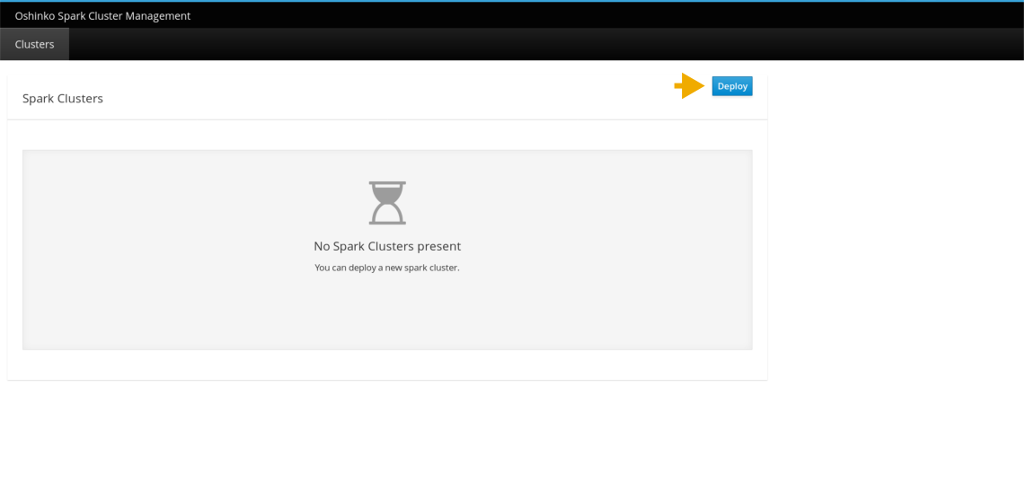 Oshinko Spark Cluster Management
Clusters
Deploy
Spark Clusters
No Spark Clusters present
You can deploy a new spark cluster.